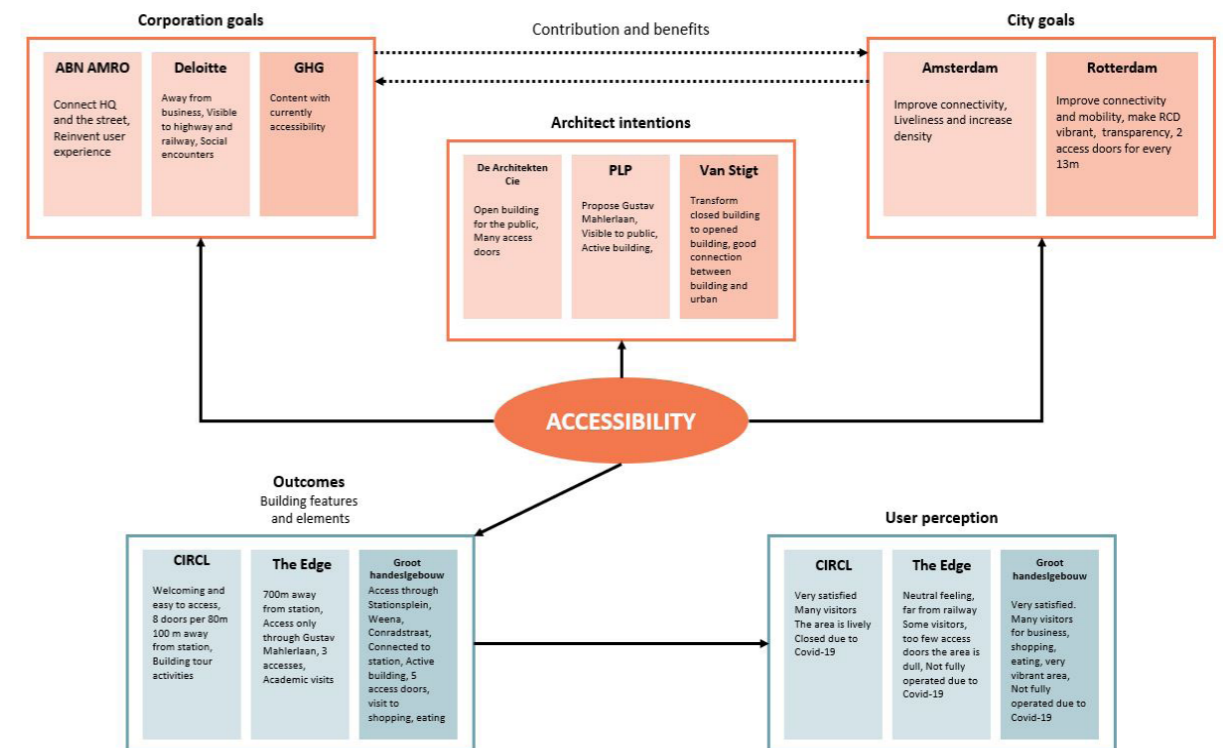 Corporation goals
ABN AMRO
Connect HQ
and the street,
Reinvent user
experience
Deloitte
Away from
business, Visible
to highway and
railway, Social
encounters
GHG
Content with
currently
accessibility
Contribution and benefits
City goals
Amsterdam
Improve connectivity,
Liveliness and increase
density
Rotterdam
Improve connectivity
and mobility, make RCD
vibrant, transparency, 2
access doors for every
13m
Architect intentions
De Architekten
Cie
Open building
for the public,
Many access
doors
PLP
Propose Gustav
Mahlerlaan,
Visible to public,
Active building,
Van Stigt
Transform
closed building
to opened
building, good
connection
between
building and
urban
ACCESSIBILITY
Outcomes
Building features
and elements
CIRCL
Welcoming and
easy to access,
8 doors per 80m
100 m away
from station,
Building tour
activities
The Edge
700m away
from station,
Access only
through Gustav
Mahlerlaan, 3
accesses,
Academic visits
Groot
handeslgebouw
Access through
Stationsplein,
Weena,
Conradstraat,
Connected to
station, Active
building, 5
access doors,
visit to
shopping, eating
User perception
CIRCL
Very satisfied
Many visitors
The area is lively
Closed due to
Covid-19
The Edge
Neutral feeling,
far from railway
Some visitors,
too few access
doors the area is
dull, Not fully
operated due to
Covid-19
Groot
handeslgebouw
Very satisfied.
Many visitors
for business,
shopping,
eating, very
vibrant area,
Not fully
operated due to
Covid-19